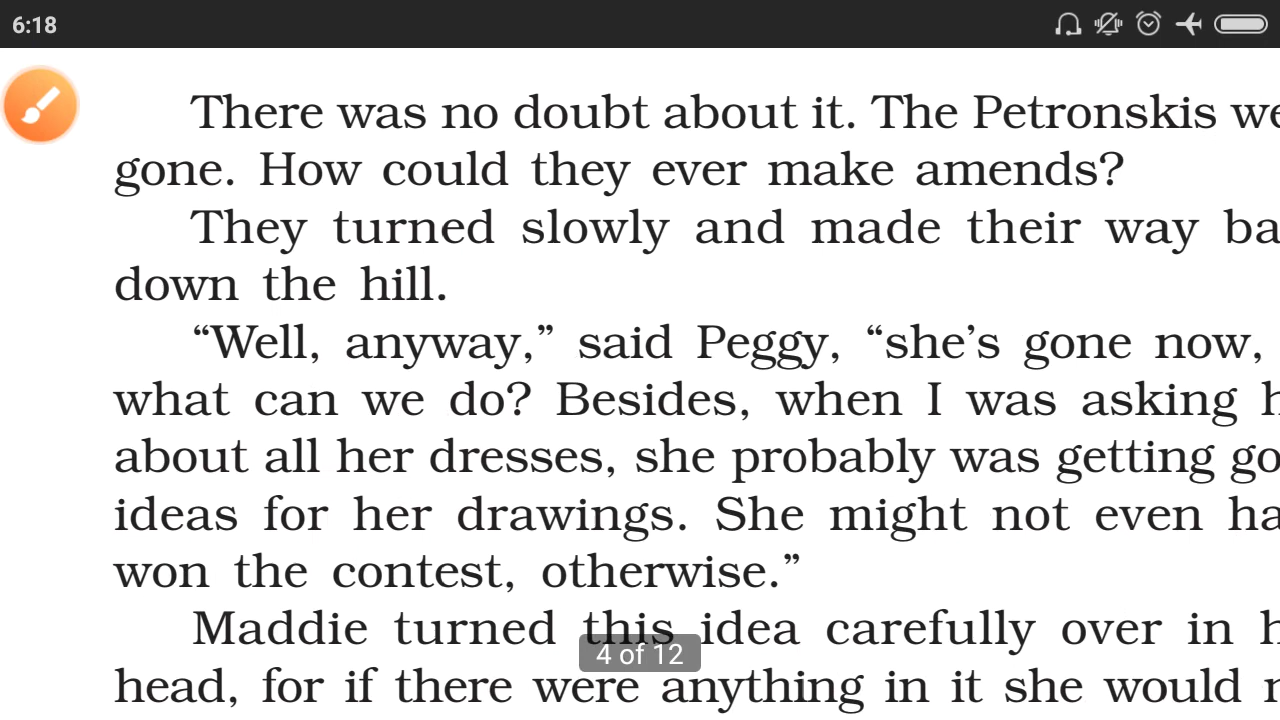 6:18
There was no doubt about it. The Petronskis we
gone. How could they ever make amends?
They turned slowly and made their way ba
down the hill.
“Well, anyway,” said Peggy, “she’s gone now,
what can we do? Besides, when I was asking h
about all her dresses, she probably was getting go
ideas for her drawings. She might not even ha
won the contest, otherwise.”
Maddie turned this idea carefully over in h
4 of 12
head, for if there were anything in it she would n